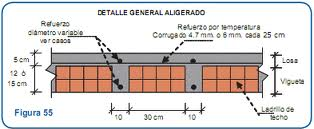 DETALLE GENERAL ALIGERADO
Refuerzo
diámetro variable
ver casos
Refuerzo por temperatura
Corrugado 4.7 mm. o 6 mm. cada 25 cm
5 cm
Losa
12 ó
15 cm
Vigueta
Ladrillo de
techo
10
30 cm
10
Figura 55